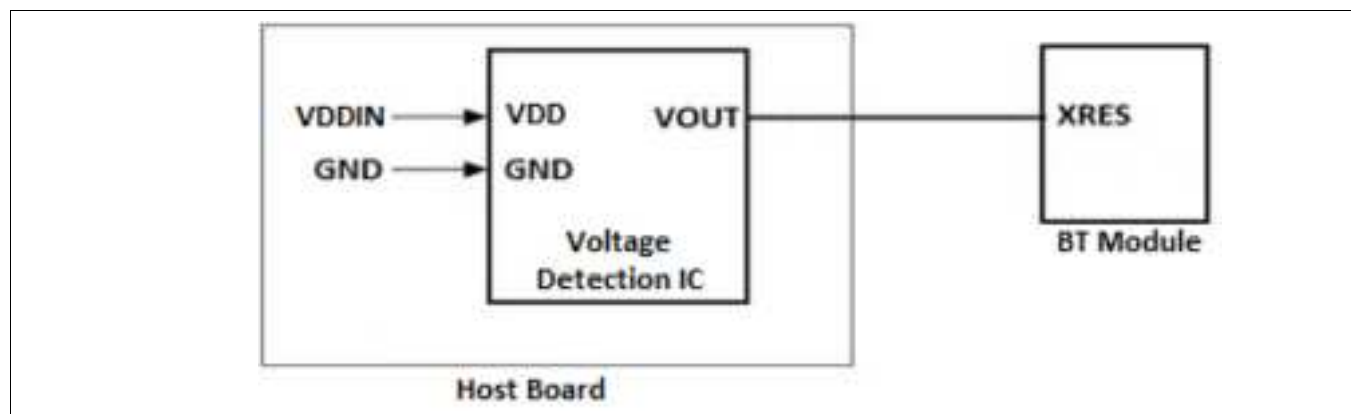 VDDIN
VDD
VOUT
XRES
GND
GND
Voltage
Detection IC
BT Module
Host Board